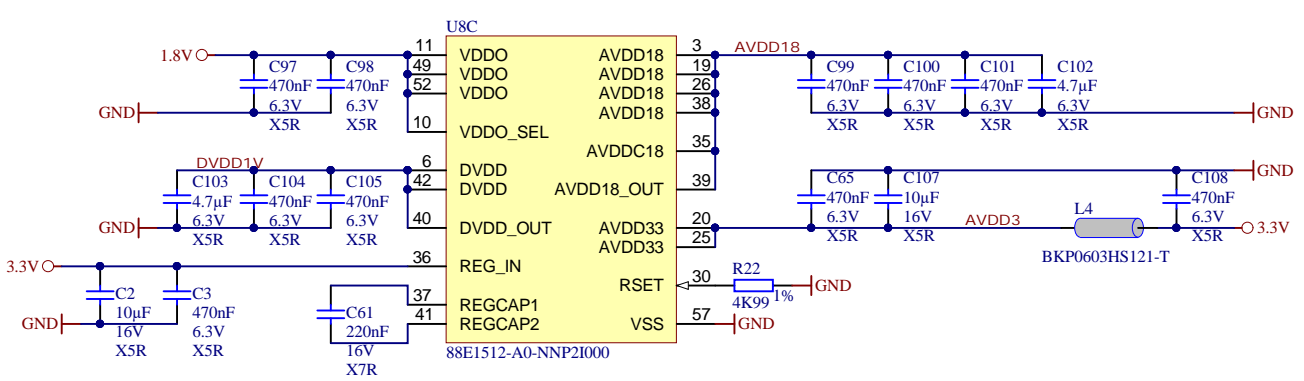 U8C
1.8V
11
VDDO
AVDD18
3
AVDD18
49
VDDO
AVDD18
19
52
VDDO
AVDD18
26
AVDD18
38
10
VDDO_SEL
AVDDC18
35
6
DVDD
42
DVDD
AVDD18_OUT
39
40
DVDD_OUT
AVDD33
20
AVDD33
25
36
REG_IN
RSET
30
37
REGCAP1
41
REGCAP2
VSS
57
88E1512-A0-NNP2I000
C97
470nF
6.3V
X5R
C98
470nF
6.3V
X5R
GND
DVDD1V
C103
4.7µF
6.3V
X5R
C104
470nF
6.3V
X5R
C105
470nF
6.3V
X5R
GND
3.3V
C2
10µF
16V
X5R
C3
470nF
6.3V
X5R
GND
C61
220nF
16V
X7R
C99
470nF
6.3V
X5R
C100
470nF
6.3V
X5R
C101
470nF
6.3V
X5R
C102
4.7µF
6.3V
X5R
GND
GND
C65
470nF
6.3V
X5R
C107
10µF
16V
X5R
AVDD3
L4
BKP0603HS121-T
C108
470nF
6.3V
X5R
3.3V
R22
4K99
1%
GND
GND